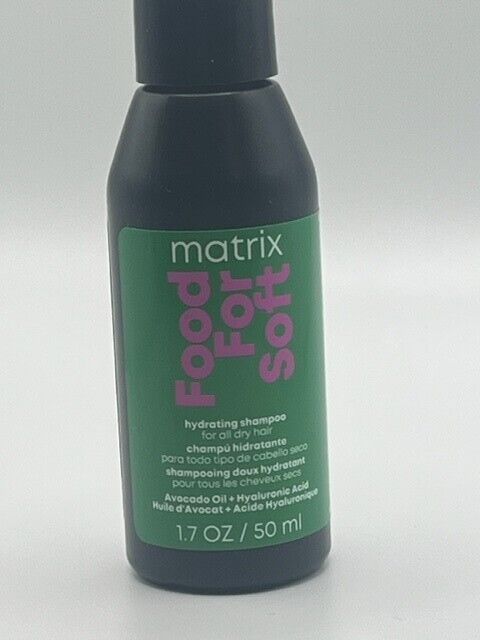 matrix
Food
For
Soft
hydrating shampoo
for all dry hair
champú hidratante
para todo tipo de cabello seco
shampooing doux hydratant
pour tous les cheveux secs
Avocado Oil + Hyaluronic Acid
Huile d'Avocat + Acide Hyaluronique
1.7 OZ / 50 ml